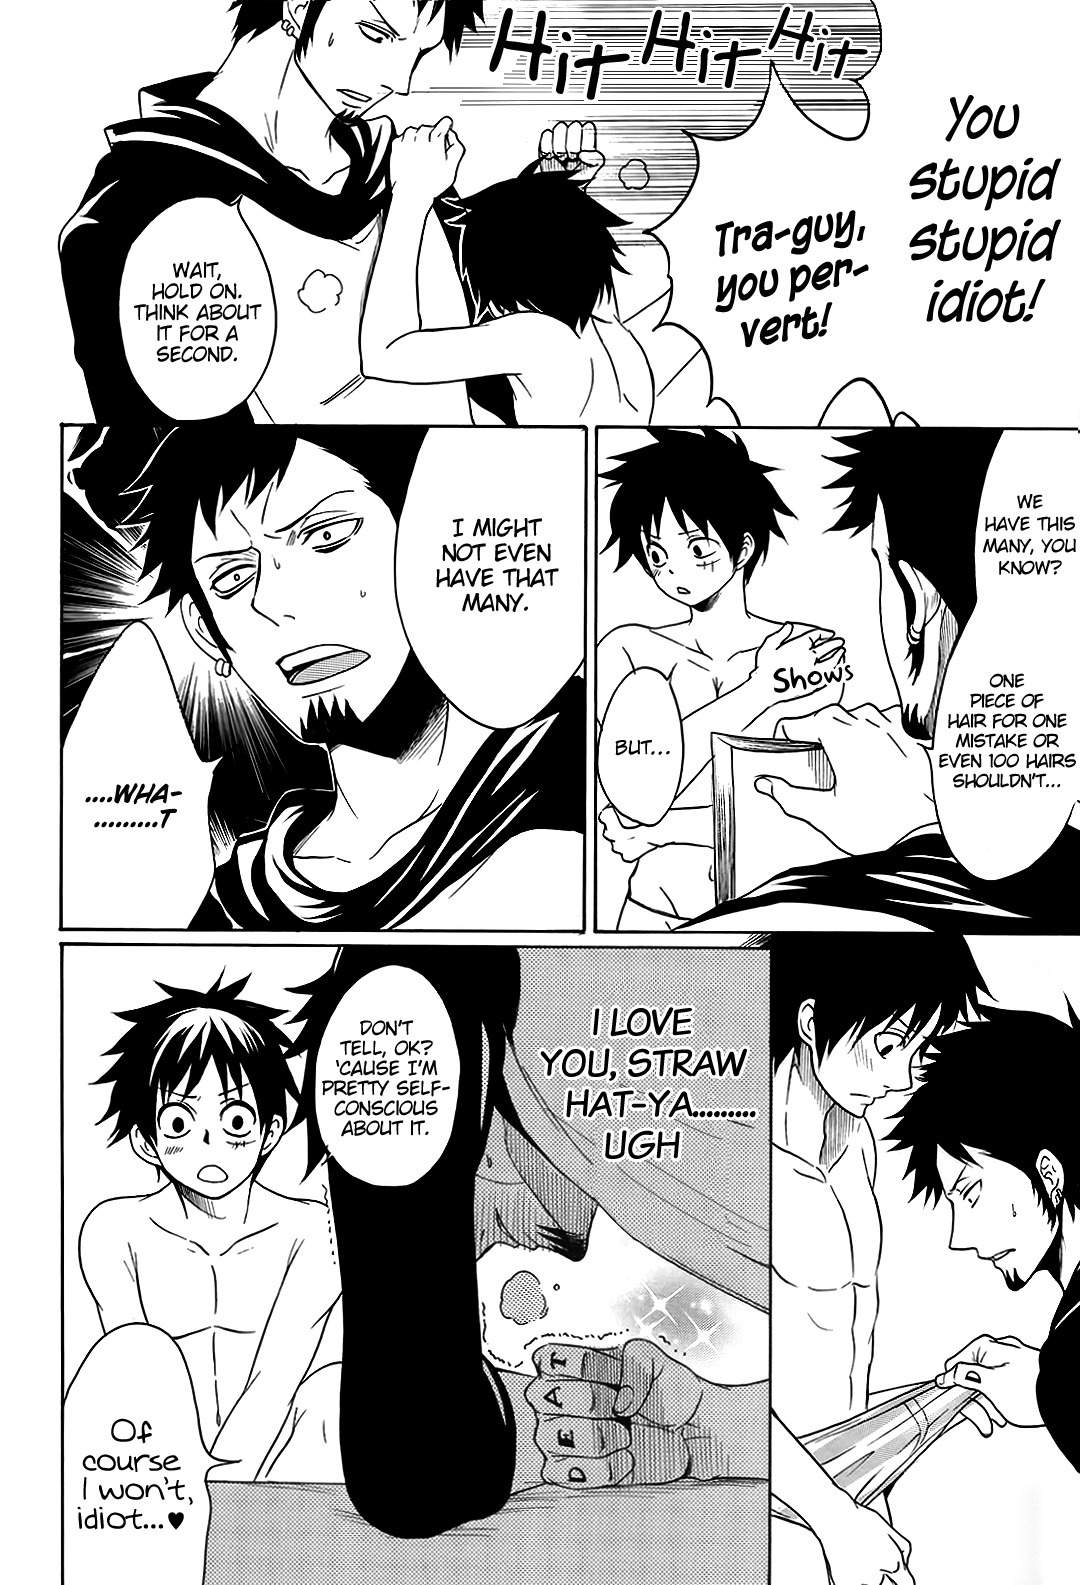 Hit Hit Hit
You
stupid
stupid
idiot!
Tra-guy,
you per-
vert!
WAIT,
HOLD ON.
THINK ABOUT
IT FOR A
SECOND.
WE
HAVE THIS
MANY, YOU
KNOW?
ONE
PIECE OF
HAIR FOR ONE
MISTAKE OR
EVEN 100 HAIRS
SHOULDN'T...
Shows
BUT...
I MIGHT
NOT EVEN
HAVE THAT
MANY.
....WHA-
.........T
D
I LOVE
YOU, STRAW
HAT-YA..........
UGH
D E A T
DON'T
TELL, OK?
'CAUSE I'M
PRETTY SELF-
CONSCIOUS
ABOUT IT.
Of
course
I won't,
idiot...♥